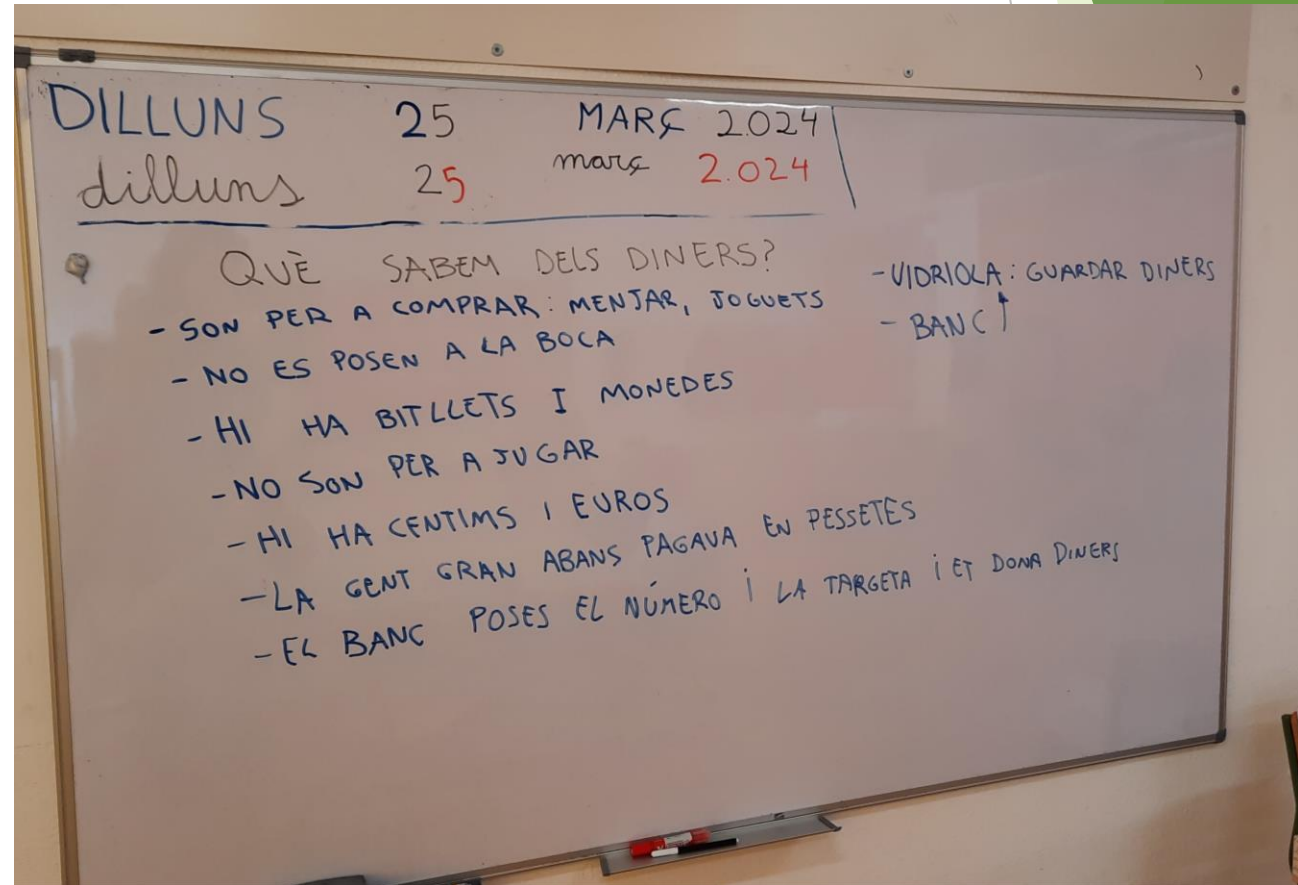 DILLUNS 25 MARÇ 2024
dilluns 25 març 2.024
QUÈ SABEM DELS DINERS?
- SON PER A COMPRAR: MENJAR, JOGUETS
- NO ES POSEN A LA BOCA
- HI HA BITLLETS I MONEDES
- NO SON PER A JUGAR
- HI HA CENTIMS I EUROS
- LA GENT GRAN ABANS PAGAVA EN PESSETES
- EL BANC POSES EL NÚMERO i LA TARGETA i ET DONA DINERS
- VIDRIOLA: GUARDAR DINERS
- BANC